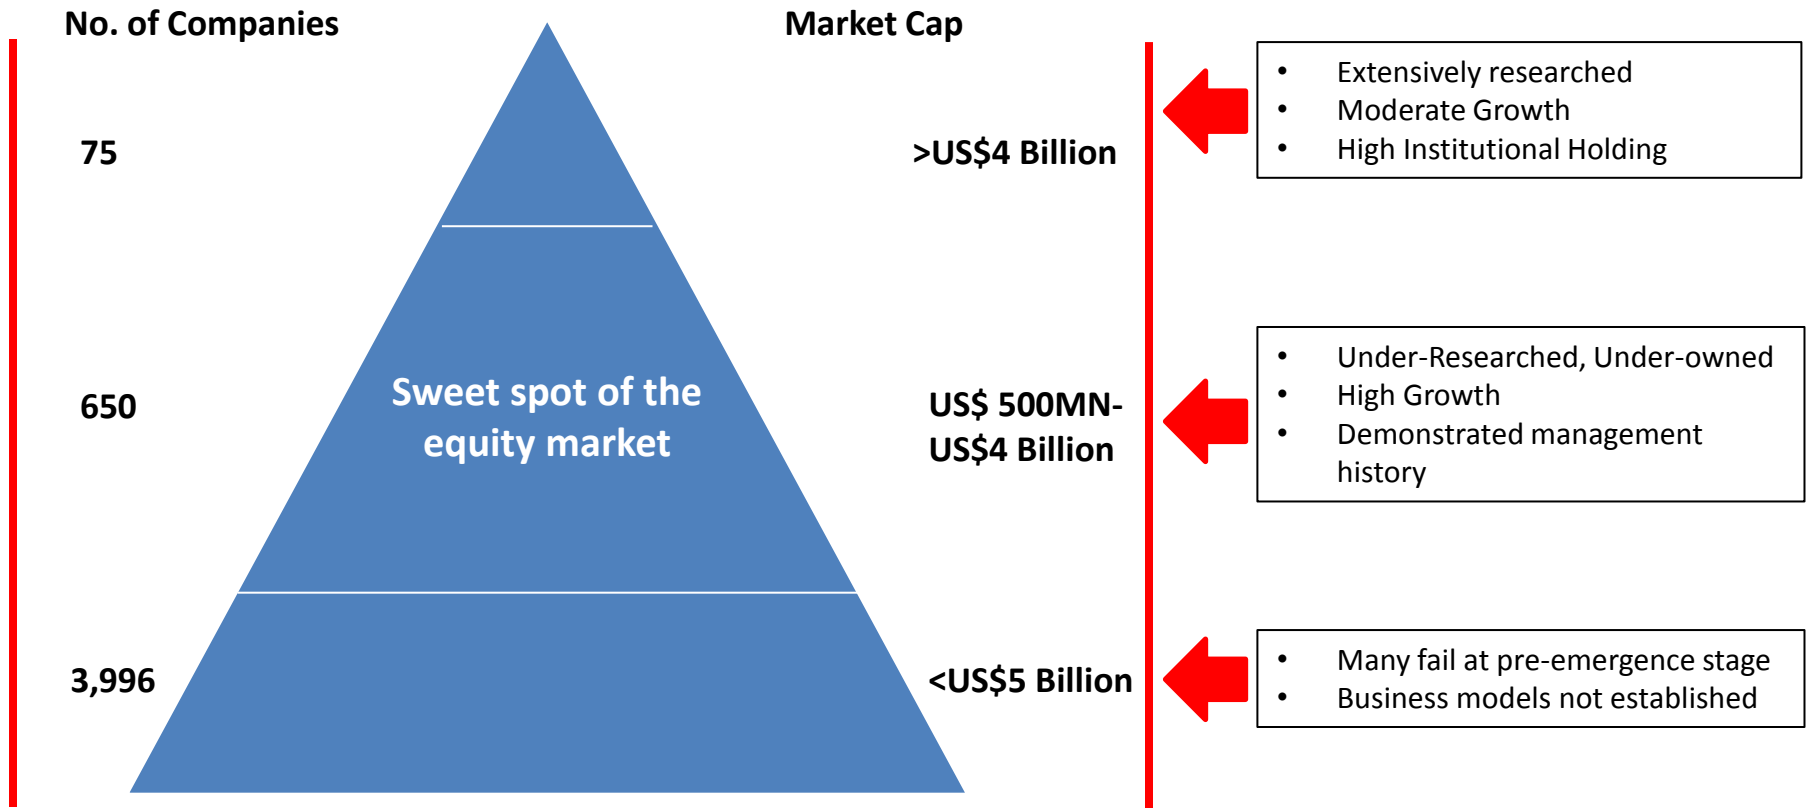 No. of Companies
Market Cap
75
>US$4 Billion
• Extensively researched
• Moderate Growth
• High Institutional Holding
650
Sweet spot of the
equity market
US$ 500MN-
US$4 Billion
• Under-Researched, Under-owned
• High Growth
• Demonstrated management
history
3,996
<US$5 Billion
• Many fail at pre-emergence stage
• Business models not established